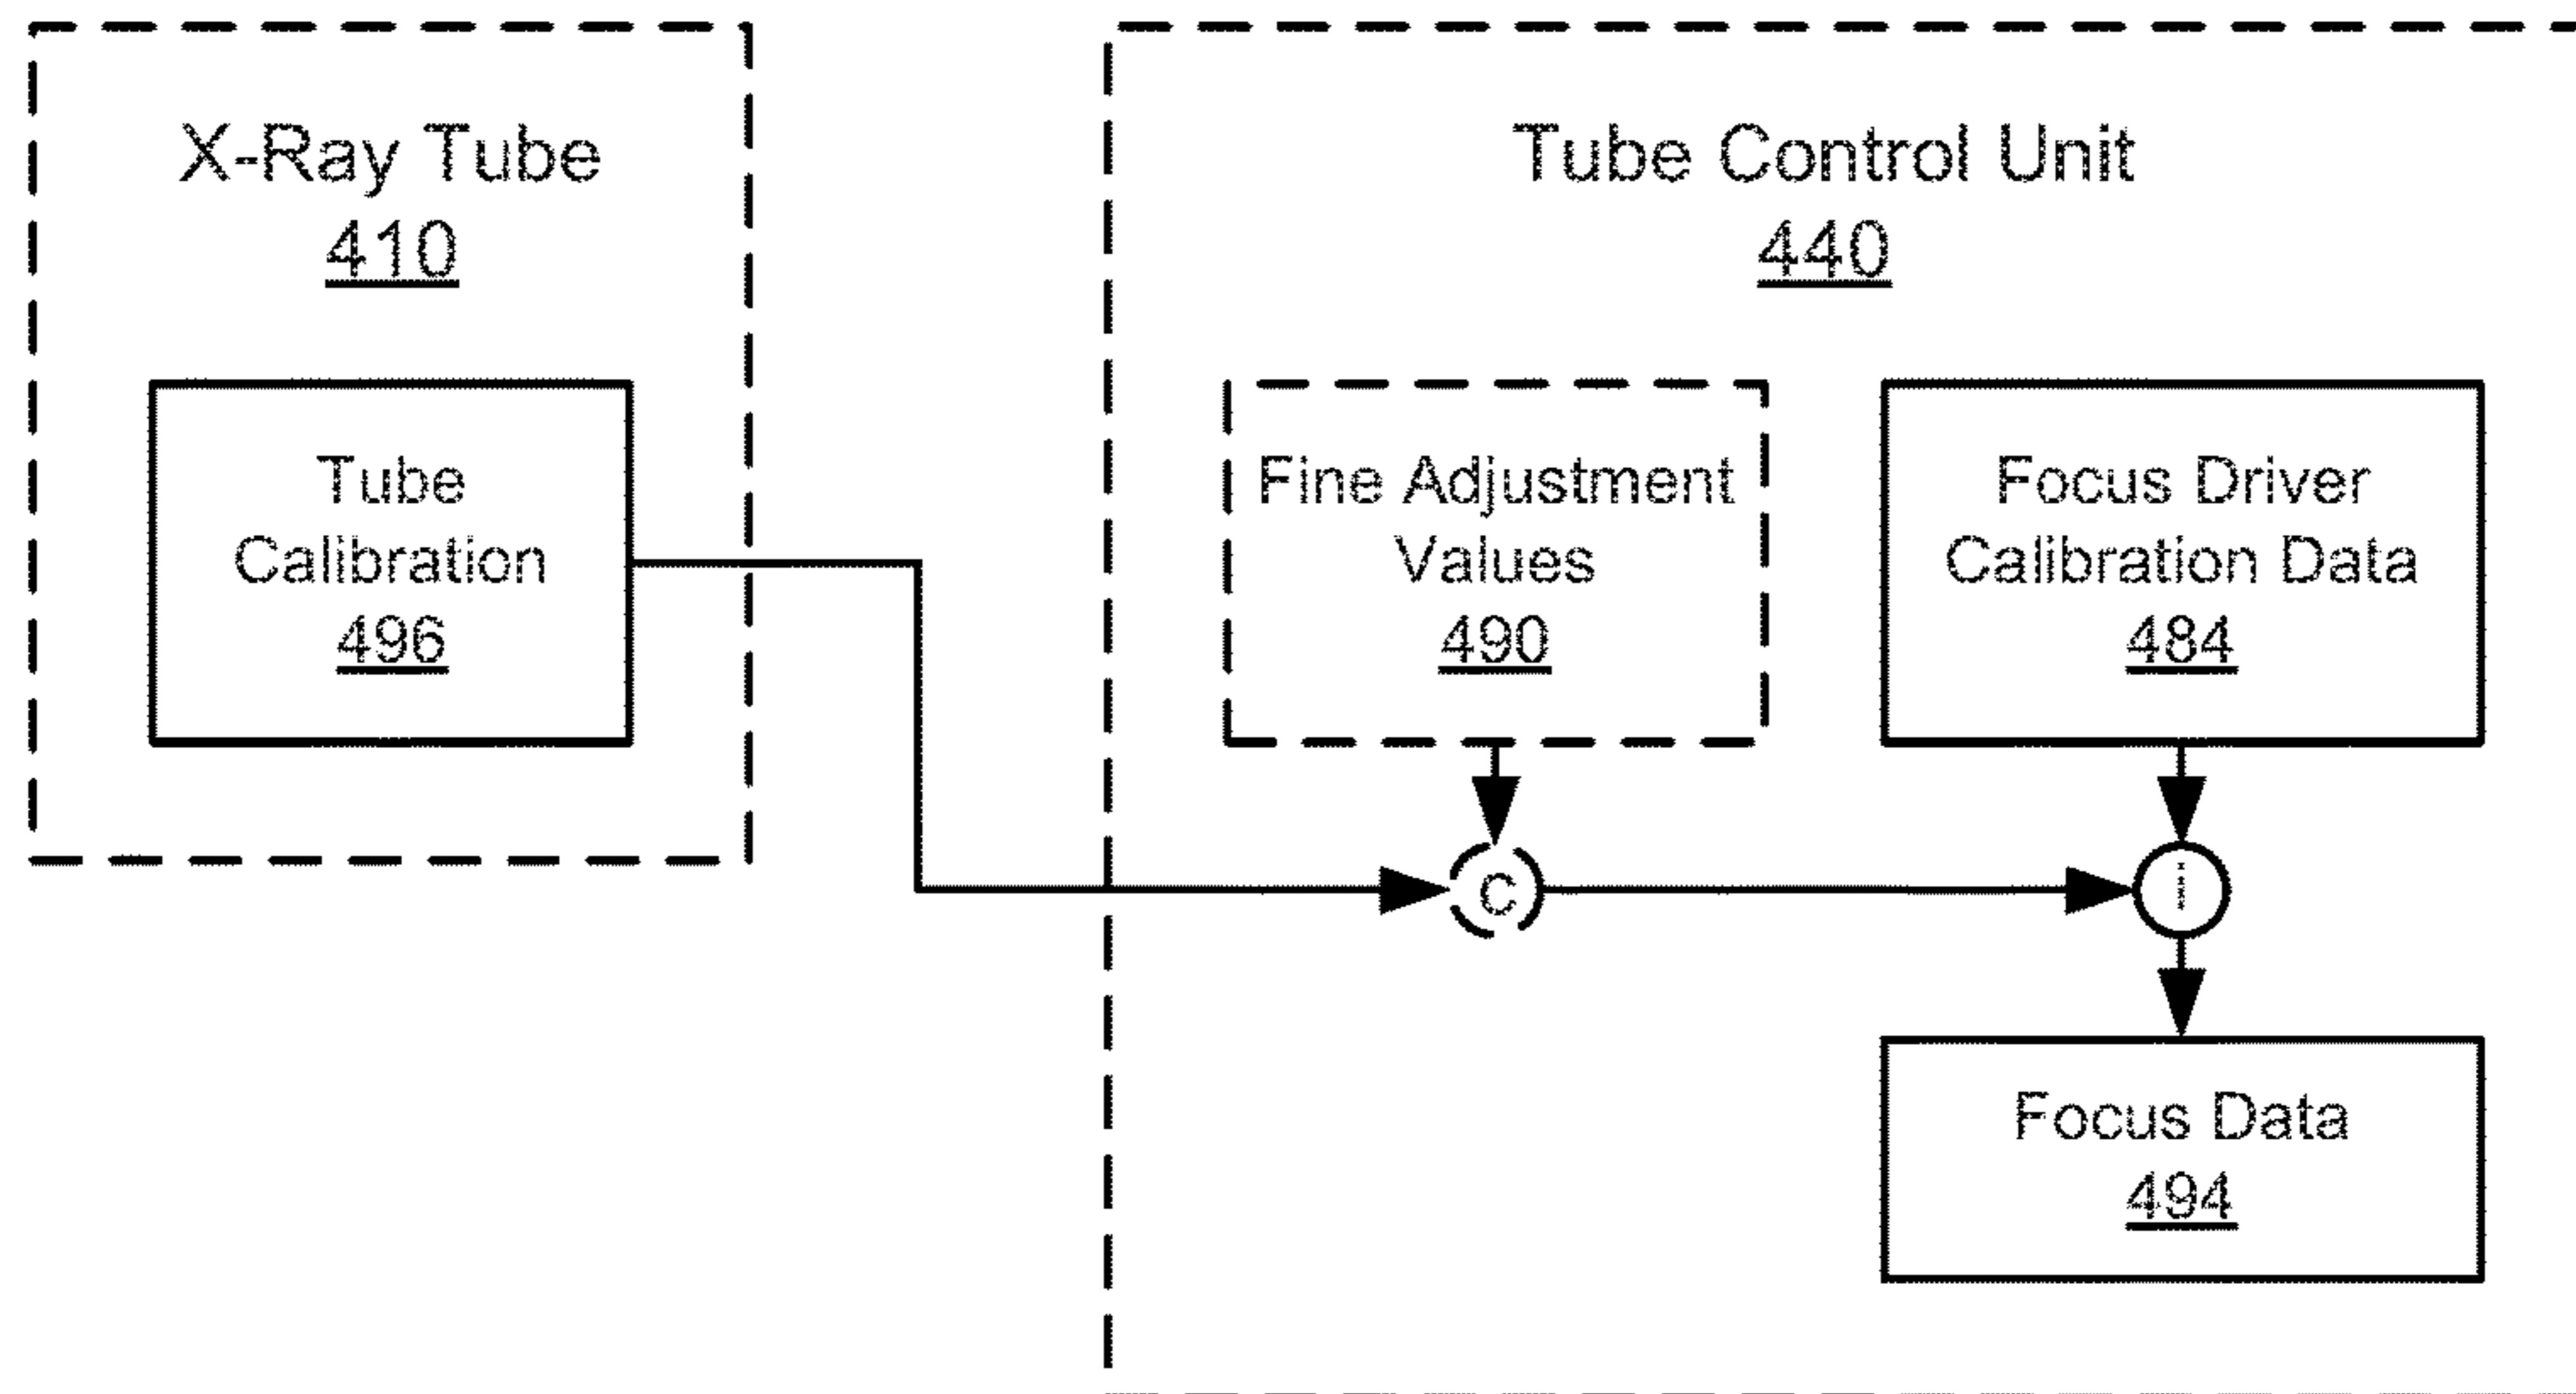 X-Ray Tube
410
Tube Control Unit
440
Tube
Calibration
496
Fine Adjustment
Values
490
Focus Driver
Calibration Data
484
C
I
Focus Data
494